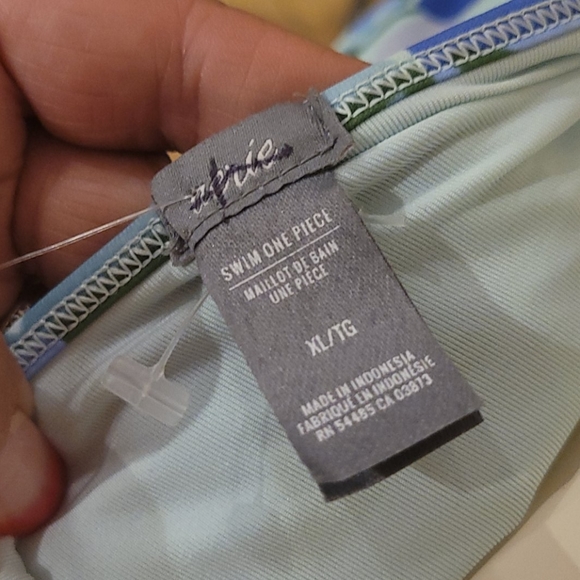 aerie
SWIM ONE PIECE
MAILLOT DE BAIN
UNE PIÈCE
XL/TG
MADE IN INDONESIA
FABRIQUÉ EN INDONÉSIE
RN 54485 CA 03873